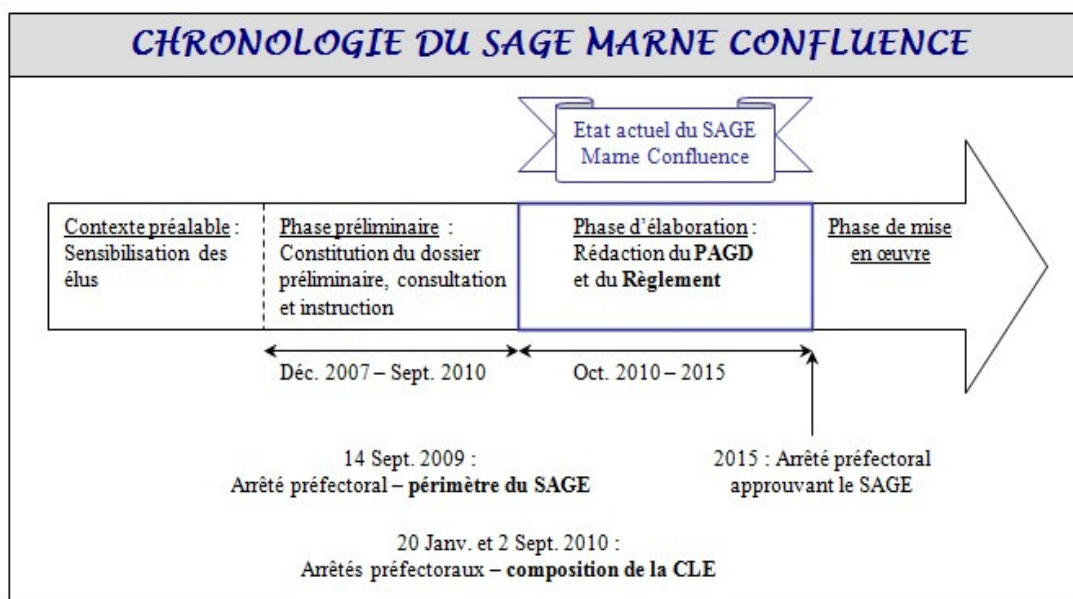 CHRONOLOGIE DU SAGE MARNE CONFLUENCE
Etat actuel du SAGE
Marne Confluence
Contexte préalable :
Sensibilisation des
élus
Phase préliminaire :
Constitution du dossier
préliminaire, consultation
et instruction
Phase d'élaboration :
Rédaction du PAGD
et du Règlement
Phase de mise
en œuvre
Déc. 2007 – Sept. 2010
Oct. 2010 – 2015
14 Sept. 2009 :
Arrêté préfectoral – périmètre du SAGE
2015 : Arrêté préfectoral
approuvant le SAGE
20 Janv. et 2 Sept. 2010 :
Arrêtés préfectoraux – composition de la CLE